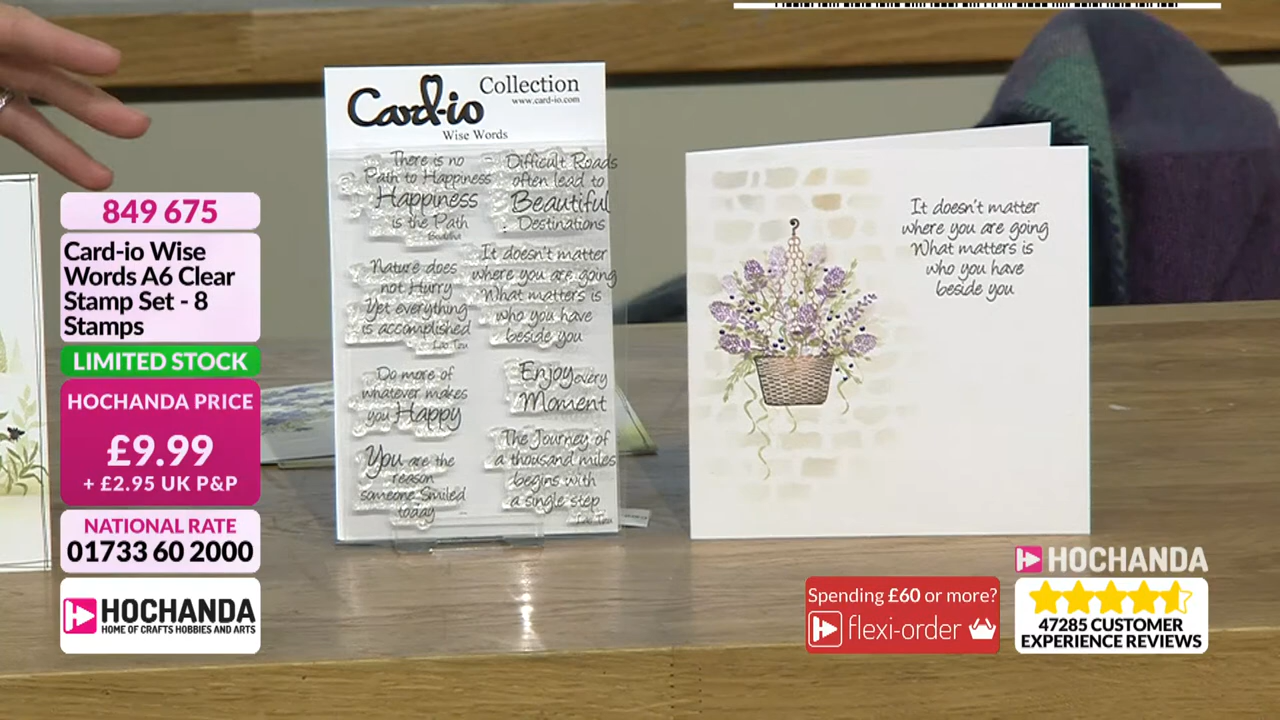 849 675
Card-io Wise
Words A6 Clear
Stamp Set - 8
Stamps
LIMITED STOCK
HOCHANDA PRICE
£9.99
+ £2.95 UK P&P
NATIONAL RATE
01733 60 2000
HOCHANDA
HOME OF CRAFTS HOBBIES AND ARTS
Card-io
Collection
www.card-io.com
Wise Words
There is no
Path to Happiness
Happiness
is the Path
Buddha
Difficult Roads
often lead to
Beautiful
Destinations
Nature does
not Hurry
Yet everything
is accomplished
Lao Tzu
It doesn't matter
where you are going
What matters is
who you have
beside you
Do more of
whatever makes
you Happy
Enjoy every
Moment
You are the
reason
someone Smiled
today
The Journey of
a thousand miles
begins with
a single step
Lao Tzu
It doesn't matter
where you are going
What matters is
who you have
beside you
Spending £60 or more?
flexi-order
HOCHANDA
47285 CUSTOMER
EXPERIENCE REVIEWS